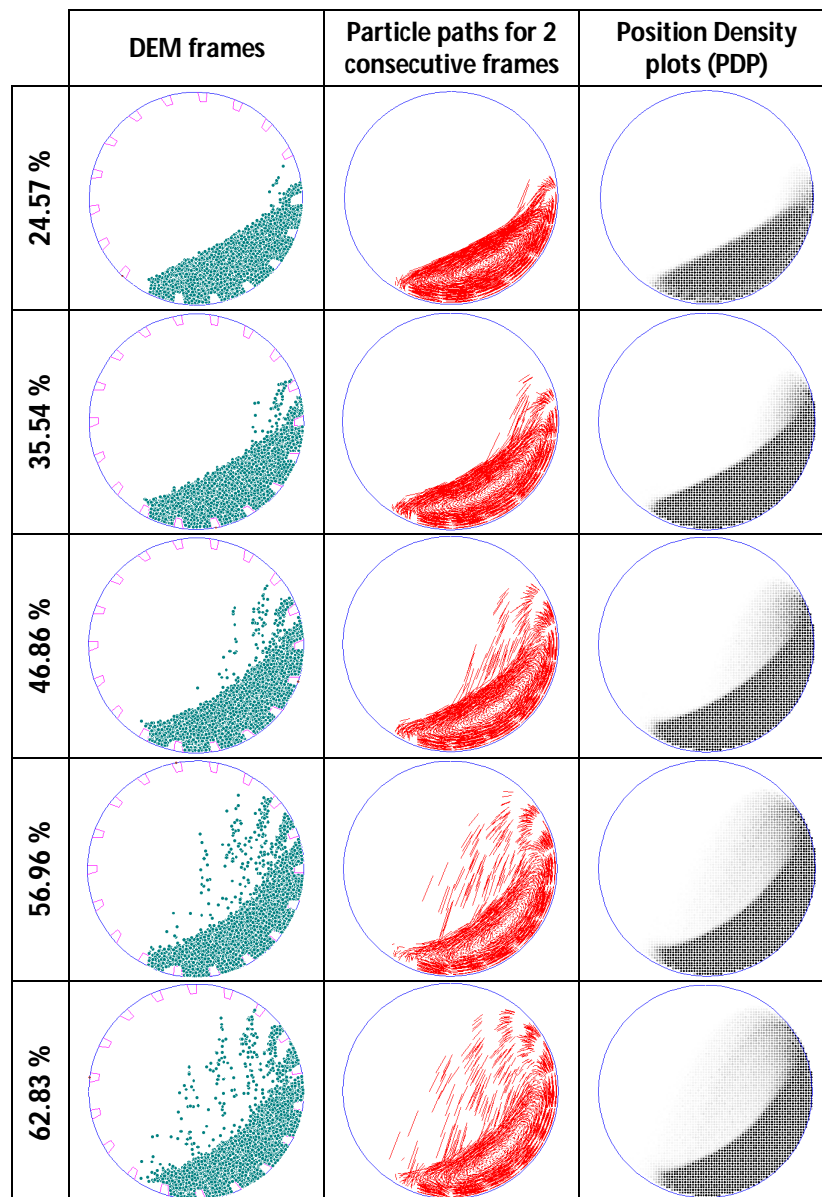 DEM frames
Particle paths for 2
consecutive frames
Position Density
plots (PDP)
24.57 %
35.54 %
46.86 %
56.96 %
62.83 %